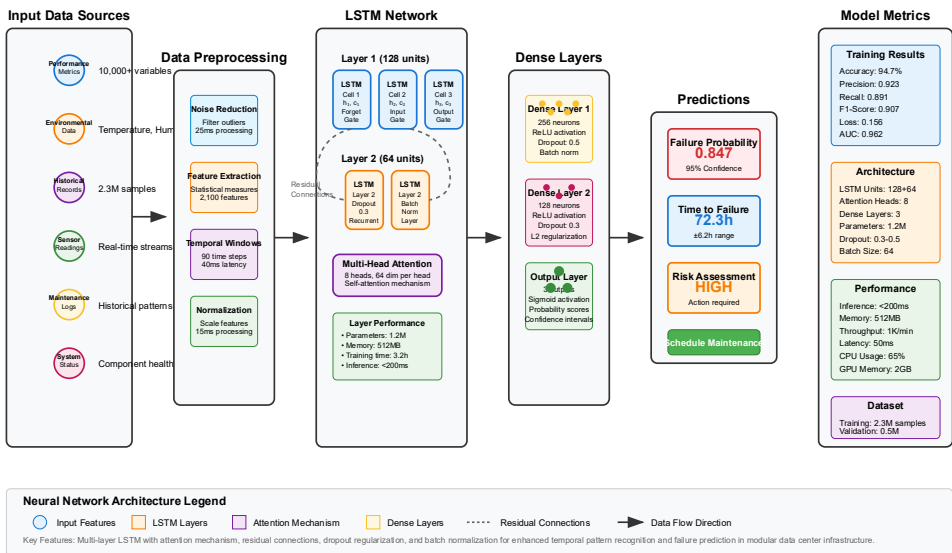 Input Data Sources
Performance
Metrics
10,000+ variables
Environmental
Data
Temperature, Hum
Historical
Records
2.3M samples
Sensor
Readings
Real-time streams
Maintenance
Logs
Historical patterns
System
Status
Component health
Data Preprocessing
Noise Reduction
Filter outliers
25ms processing
Feature Extraction
Statistical measures
2,100 features
Temporal Windows
90 time steps
40ms latency
Normalization
Scale features
15ms processing
LSTM Network
Layer 1 (128 units)
LSTM
Cell 1
h₁, c₁
Forget
Gate
LSTM
Cell 2
h₂, c₂
Input
Gate
LSTM
Cell 3
h₃, c₃
Output
Gate
Layer 2 (64 units)
Residual
Connections
LSTM
Layer 2
Dropout
0.3
Recurrent
LSTM
Layer 2
Batch
Norm
Layer
Multi-Head Attention
8 heads, 64 dim per head
Self-attention mechanism
Layer Performance
• Parameters: 1.2M
• Memory: 512MB
• Training time: 3.2h
• Inference: <200ms
Dense Layers
Dense Layer 1
256 neurons
ReLU activation
Dropout: 0.5
Batch norm
Dense Layer 2
128 neurons
ReLU activation
Dropout: 0.3
L2 regularization
Output Layer
3 outputs
Sigmoid activation
Probability scores
Confidence intervals
Predictions
Failure Probability
0.847
95% Confidence
Time to Failure
72.3h
±6.2h range
Risk Assessment
HIGH
Action required
Schedule Maintenance
Model Metrics
Training Results
Accuracy: 94.7%
Precision: 0.923
Recall: 0.891
F1-Score: 0.907
Loss: 0.156
AUC: 0.962
Architecture
LSTM Units: 128+64
Attention Heads: 8
Dense Layers: 3
Parameters: 1.2M
Dropout: 0.3-0.5
Batch Size: 64
Performance
Inference: <200ms
Memory: 512MB
Throughput: 1K/min
Latency: 50ms
CPU Usage: 65%
GPU Memory: 2GB
Dataset
Training: 2.3M samples
Validation: 0.5M
Neural Network Architecture Legend
Input Features
LSTM Layers
Attention Mechanism
Dense Layers
Residual Connections
Data Flow Direction
Key Features: Multi-layer LSTM with attention mechanism, residual connections, dropout regularization, and batch normalization for enhanced temporal pattern recognition and failure prediction in modular data center infrastructure.